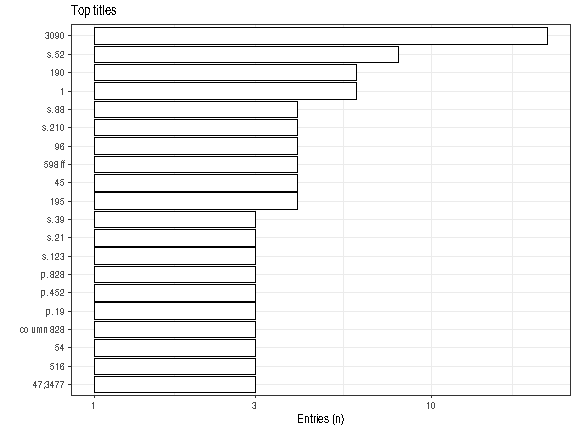 Top titles
3090
s.52
190
1
s.88
s.210
96
598ff
45
195
s.39
s.21
s.123
p.828
p.452
p.19
column 828
54
516
47;3477
1 3 10
Entries (n)